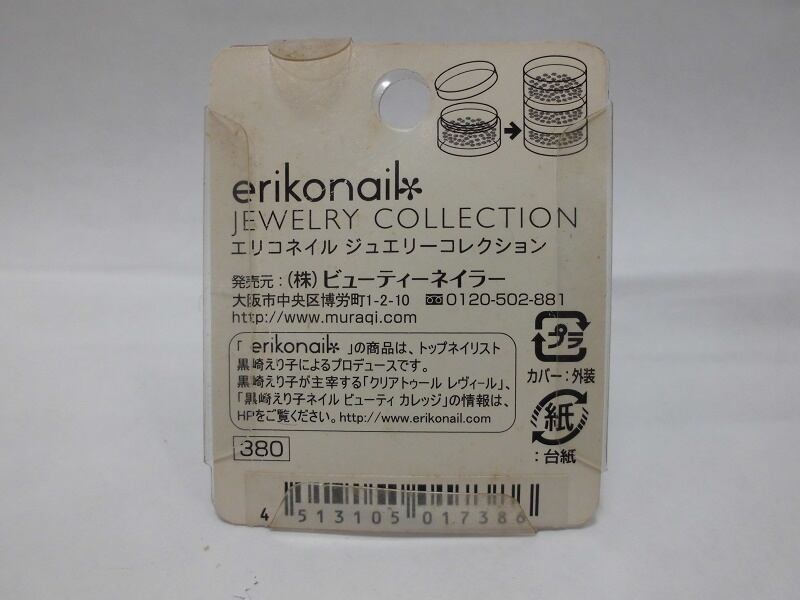 erikonail
JEWELRY COLLECTION
エリコネイル ジュエリーコレクション
発売元：(株)ビューティーネイラー
大阪市中央区博労町1-2-10 0120-502-881
http://www.muraqi.com
「erikonail」の商品は、トップネイリスト
黒崎えり子によるプロデュースです。
黒崎えり子が主宰する「クリアトゥール レヴィール」、
「黒崎えり子ネイル ビューティ カレッジ」の情報は、
HPをご覧ください。http://www.erikonail.com
プラ
カバー：外装
紙
：台紙
380
4 513105 017386